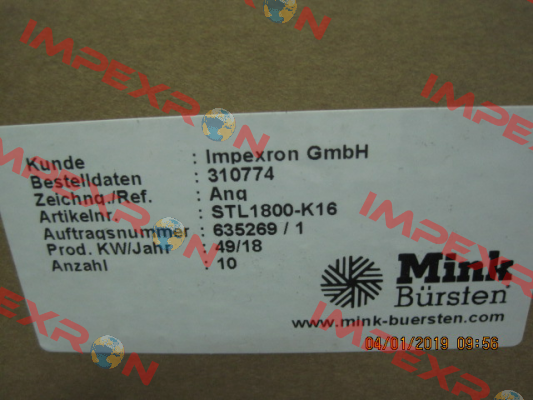 IMPEXRON
IMPEXRON
Kunde : Impexron GmbH
Bestelldaten : 310774
Zeichng./Ref. : Ang
Artikelnr. : STL1800-K16
Auftragsnummer : 635269 / 1
Prod. KW/Jahr : 49/18
Anzahl : 10
Mink
Bürsten
www.mink-buersten.com
04/01/2019 09:56
IMPEXRON
IMPEXRON
IMPEXRON